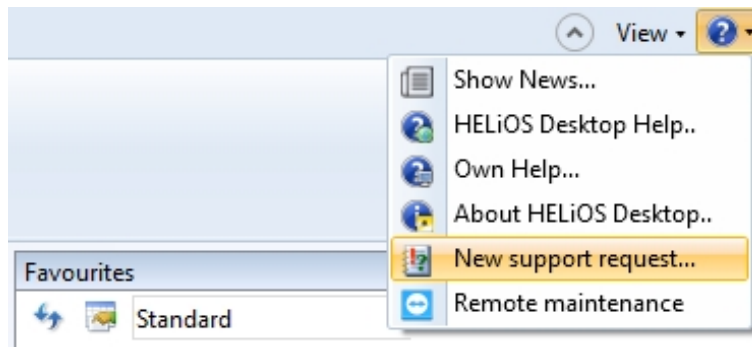 View
Show News...
HELiOS Desktop Help..
Own Help...
About HELiOS Desktop..
New support request...
Remote maintenance
Favourites
Standard